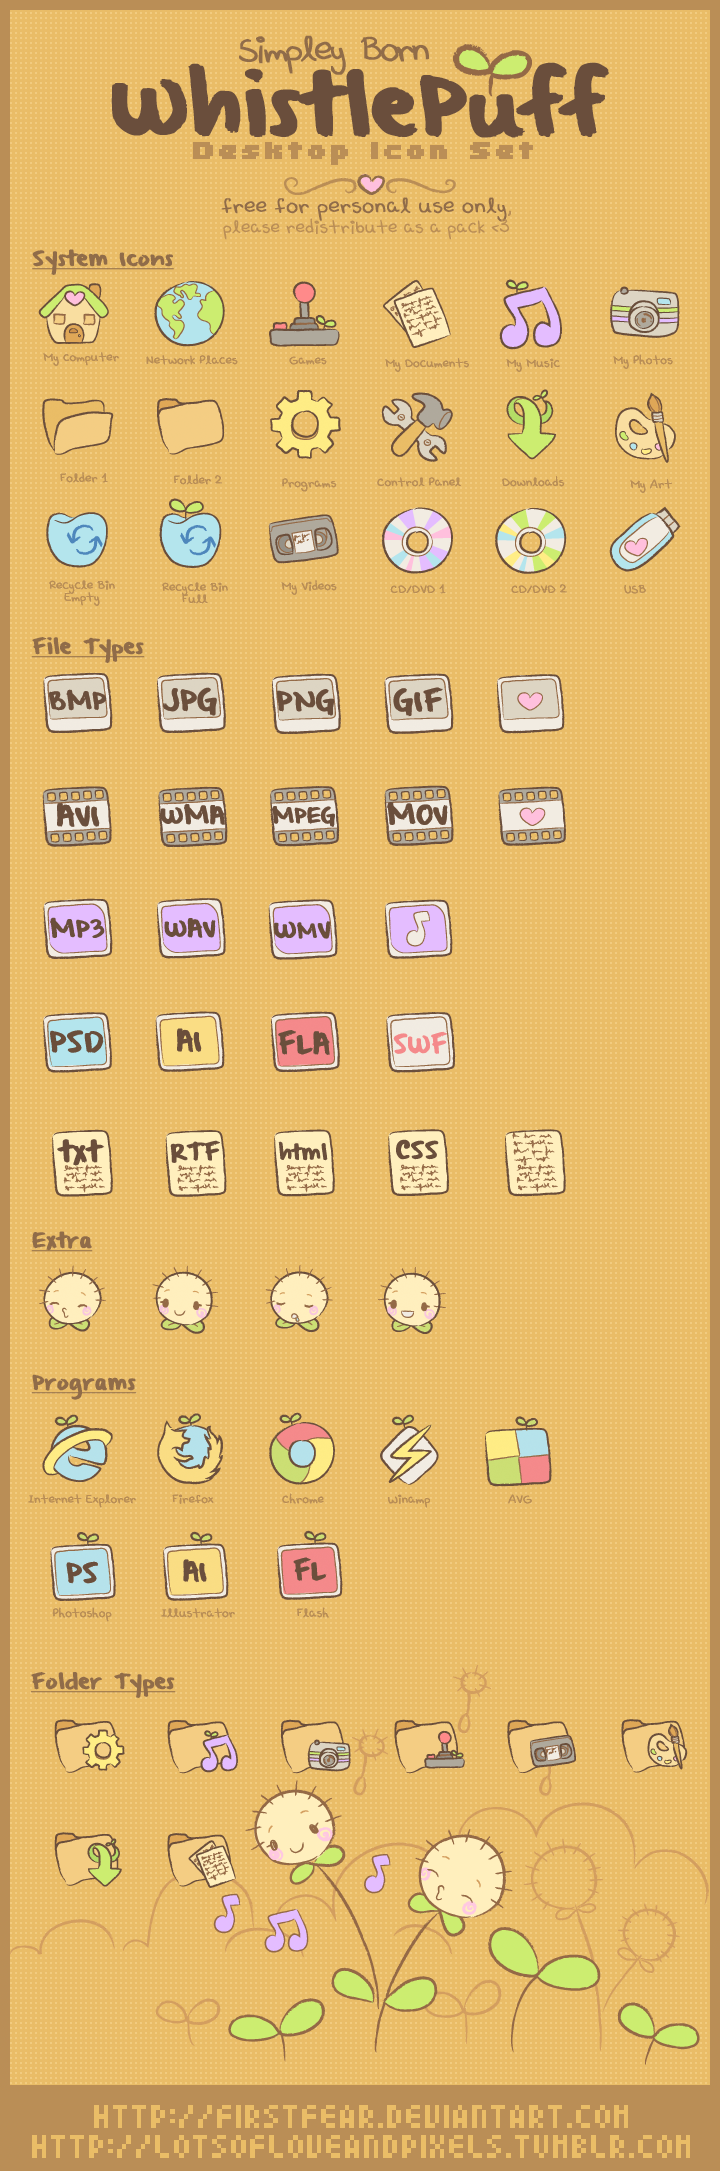 Simpley Born
WhistlePuff
Desktop Icon Set
free for personal use only,
please redistribute as a pack <3
System Icons
My Computer Network Places Games My Documents My Music My Photos
Folder 1 Folder 2 Programs Control Panel Downloads My Art
Recycle Bin Empty Recycle Bin Full My Videos CD/DVD 1 CD/DVD 2 USB
File Types
BMP JPG PNG GIF
AVI WMA MPEG MOV
MP3 WAV WMV
PSD AI FLA SWF
txt RTF html CSS
Extra
Programs
Internet Explorer Firefox Chrome Winamp AVG
PS AI FL
Photoshop Illustrator Flash
Folder Types
HTTP://FIRSTFEAR.DEVIANTART.COM
HTTP://LOTSOFLOVEANDPIXELS.TUMBLR.COM